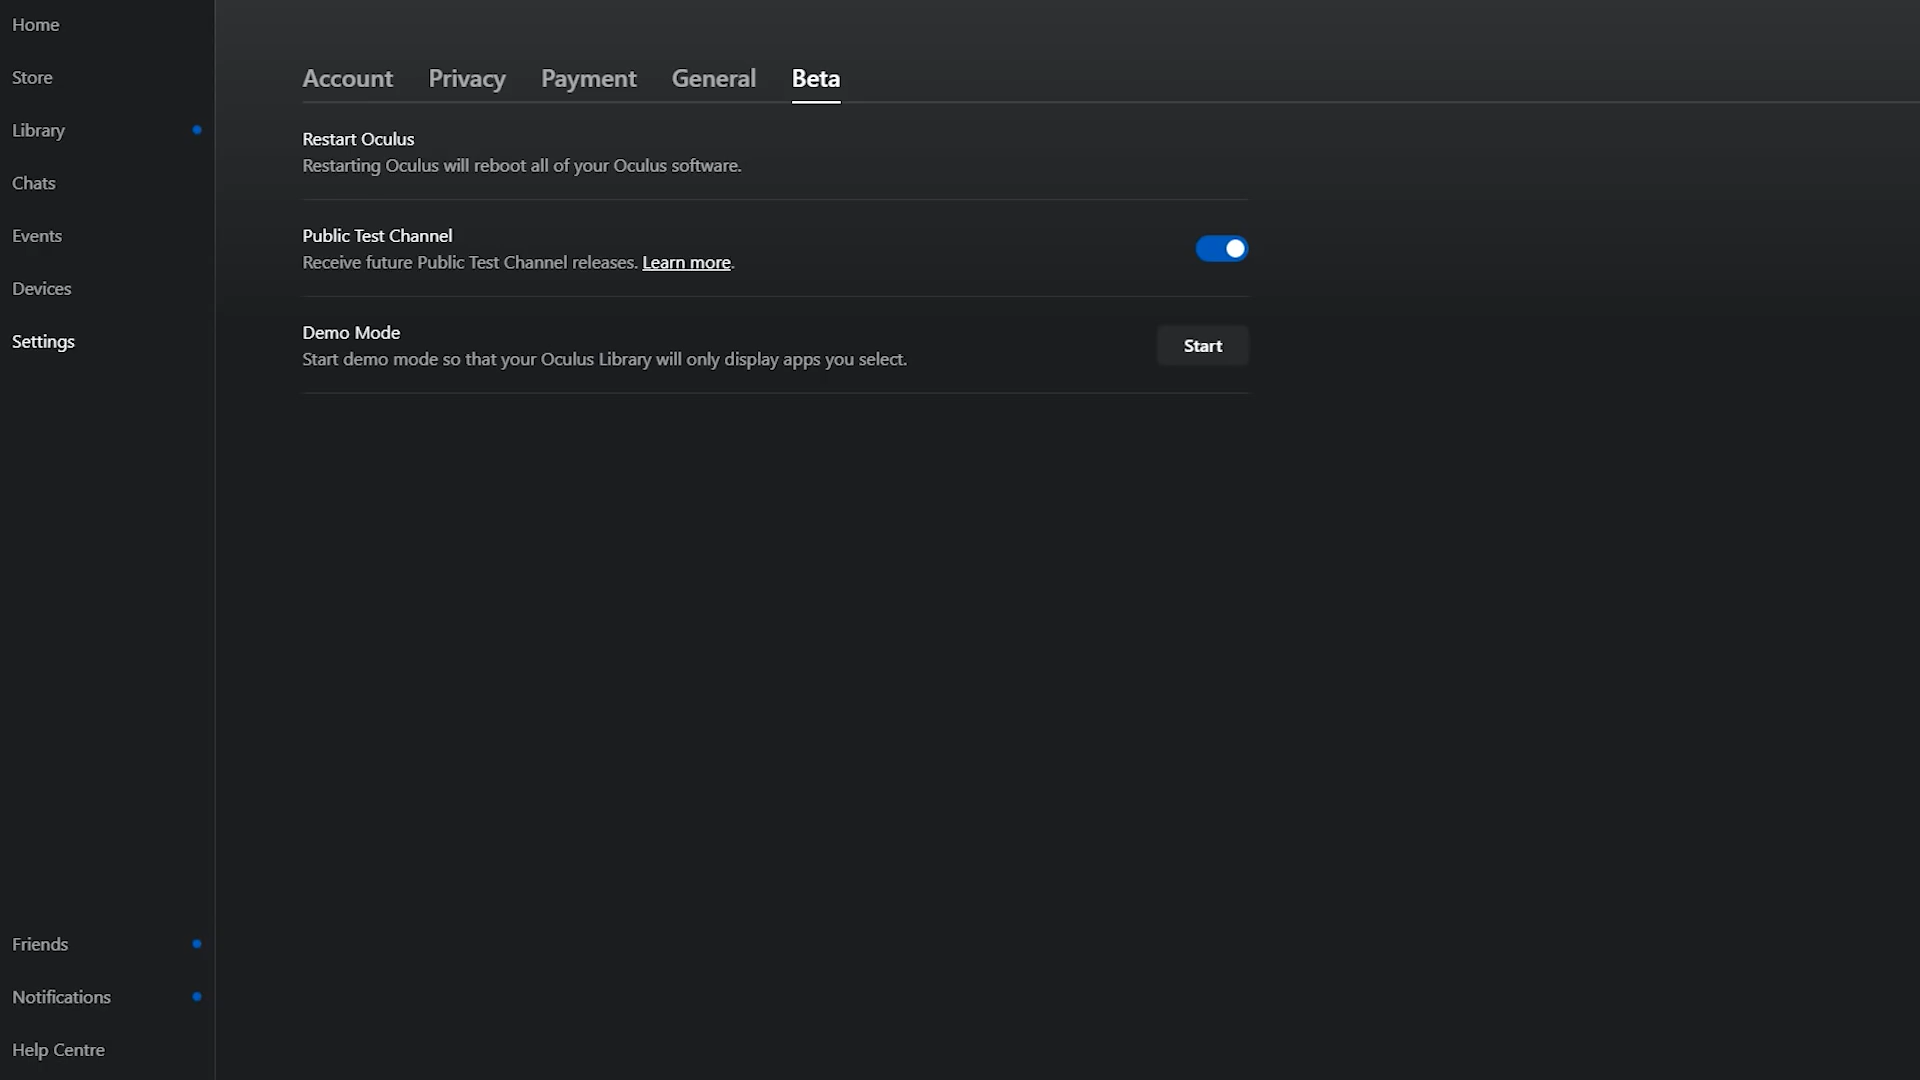 Home
Store
Library
Chats
Events
Devices
Settings
Friends
Notifications
Help Centre
Account Privacy Payment General Beta
Restart Oculus
Restarting Oculus will reboot all of your Oculus software.
Public Test Channel
Receive future Public Test Channel releases. Learn more.
Demo Mode
Start demo mode so that your Oculus Library will only display apps you select.
Start